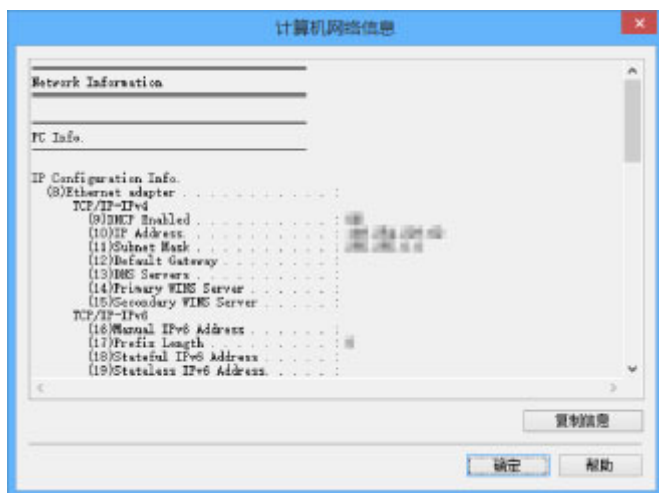 计算机网络信息
Network Information
PC Info.
IP Configuration Info.
(8)Ethernet adapter . . . . . . . . . . . . :
TCP/IP-IPv4
(9)DHCP Enabled . . . . . . . . . . . :
(10)IP Address. . . . . . . . . . . . :
(11)Subnet Mask . . . . . . . . . . . :
(12)Default Gateway . . . . . . . . . :
(13)DNS Servers . . . . . . . . . . . :
(14)Primary WINS Server . . . . . . . :
(15)Secondary WINS Server . . . . . . :
TCP/IP-IPv6
(16)Manual IPv6 Address . . . . . . . :
(17)Prefix Length . . . . . . . . . . :
(18)Stateful IPv6 Address . . . . . . :
(19)Stateless IPv6 Address. . . . . . :
复制信息
确定 帮助